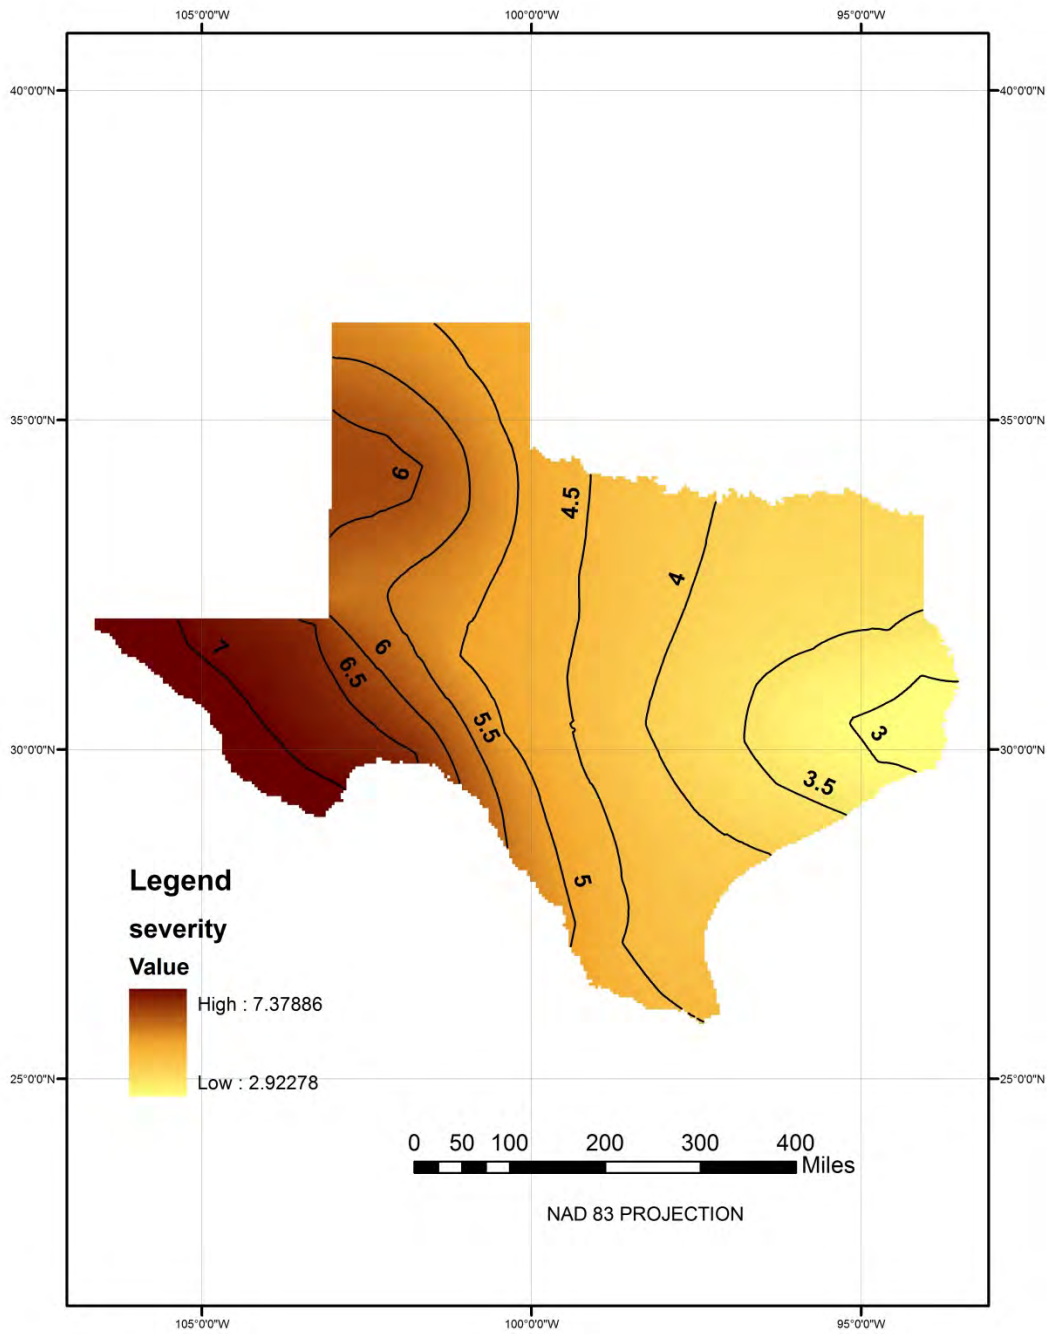 105°0'0"W 100°0'0"W 95°0'0"W
40°0'0"N 40°0'0"N
35°0'0"N 35°0'0"N
6
4.5
4
7
6
6.5
5.5
3
30°0'0"N 30°0'0"N
3.5
5
Legend
severity
Value
High : 7.37886
Low : 2.92278
25°0'0"N 25°0'0"N
0 50 100 200 300 400
Miles
NAD 83 PROJECTION
105°0'0"W 100°0'0"W 95°0'0"W